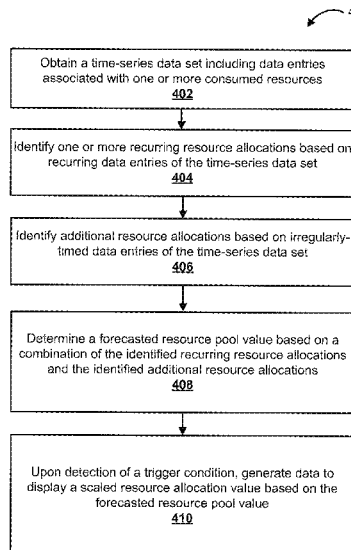 Obtain a time-series data set including data entries
associated with one or more consumed resources
402
Identify one or more recurring resource allocations based on
recurring data entries of the time-series data set
404
Identify additional resource allocations based on irregularly-
timed data entries of the time-series data set
406
Determine a forecasted resource pool value based on a
combination of the identified recurring resource allocations
and the identified additional resource allocations
408
Upon detection of a trigger condition, generate data to
display a scaled resource allocation value based on the
forecasted resource pool value
410